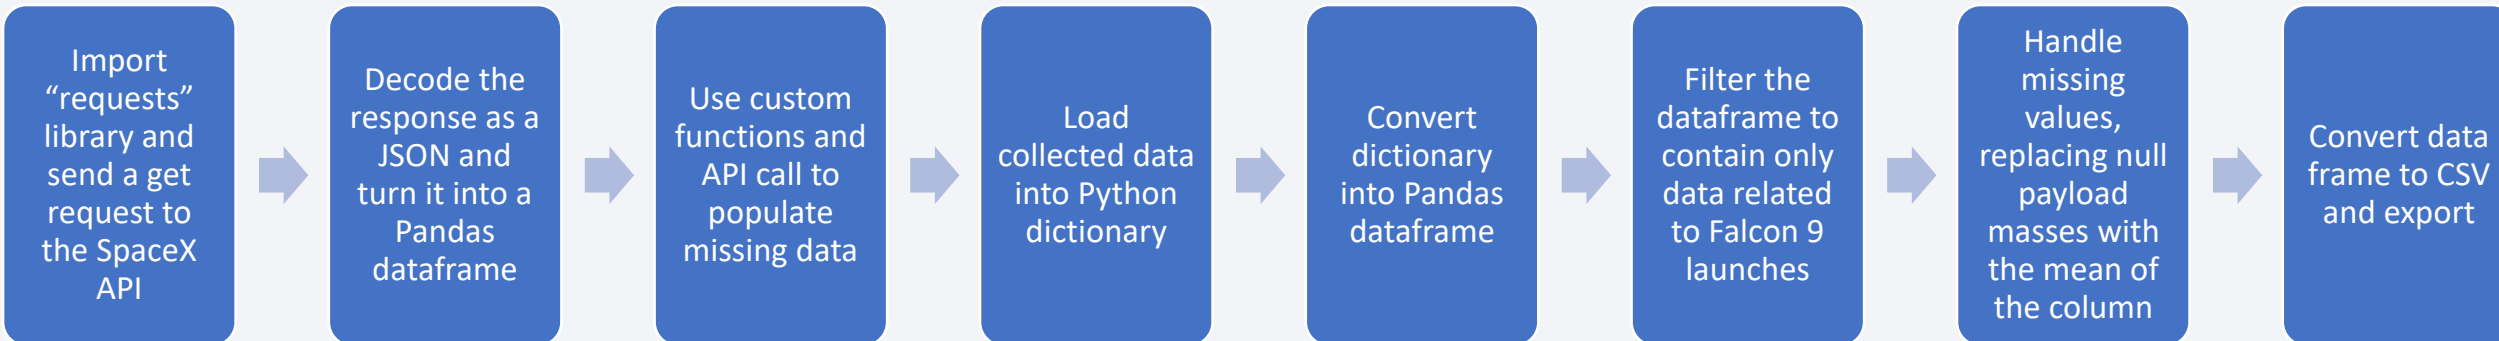 Import
“requests”
library and
send a get
request to
the SpaceX
API
Decode the
response as a
JSON and
turn it into a
Pandas
dataframe
Use custom
functions and
API call to
populate
missing data
Load
collected data
into Python
dictionary
Convert
dictionary
into Pandas
dataframe
Filter the
dataframe to
contain only
data related
to Falcon 9
launches
Handle
missing
values,
replacing null
payload
masses with
the mean of
the column
Convert data
frame to CSV
and export